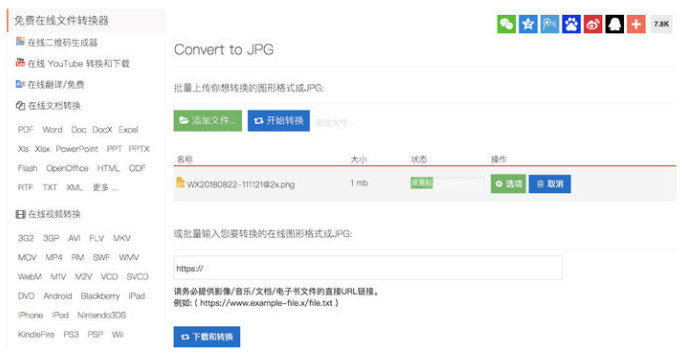 免费在线文件转换器
在线二维码生成器
在线 YouTube 转换和下载
在线翻译/免费
在线文档转换
PDF Word Doc DocX Excel
Xls Xlsx PowerPoint PPT PPTX
Flash OpenOffice HTML ODF
RTF TXT XML 更多 ...
在线视频转换
3G2 3GP AVI FLV MKV
MOV MP4 RM SWF WMV
WebM M1V M2V VCD SVCD
DVD Android Blackberry iPad
iPhone iPod Nintendo3DS
KindleFire PS3 PSP Wii
7.8K
Convert to JPG
批量上传你想转换的图形格式成JPG:
添加文件... 开始转换 拖放文件 ...
名称 大小 状态 操作
WX20180822-111121@2x.png 1 mb 准备好 选项 取消
或批量输入您要转换的在线图形格式成JPG:
https://
请务必提供影像/音乐/文档/电子书文件的直接URL链接。
例如:（https://www.example-file.x/file.txt）
下载和转换